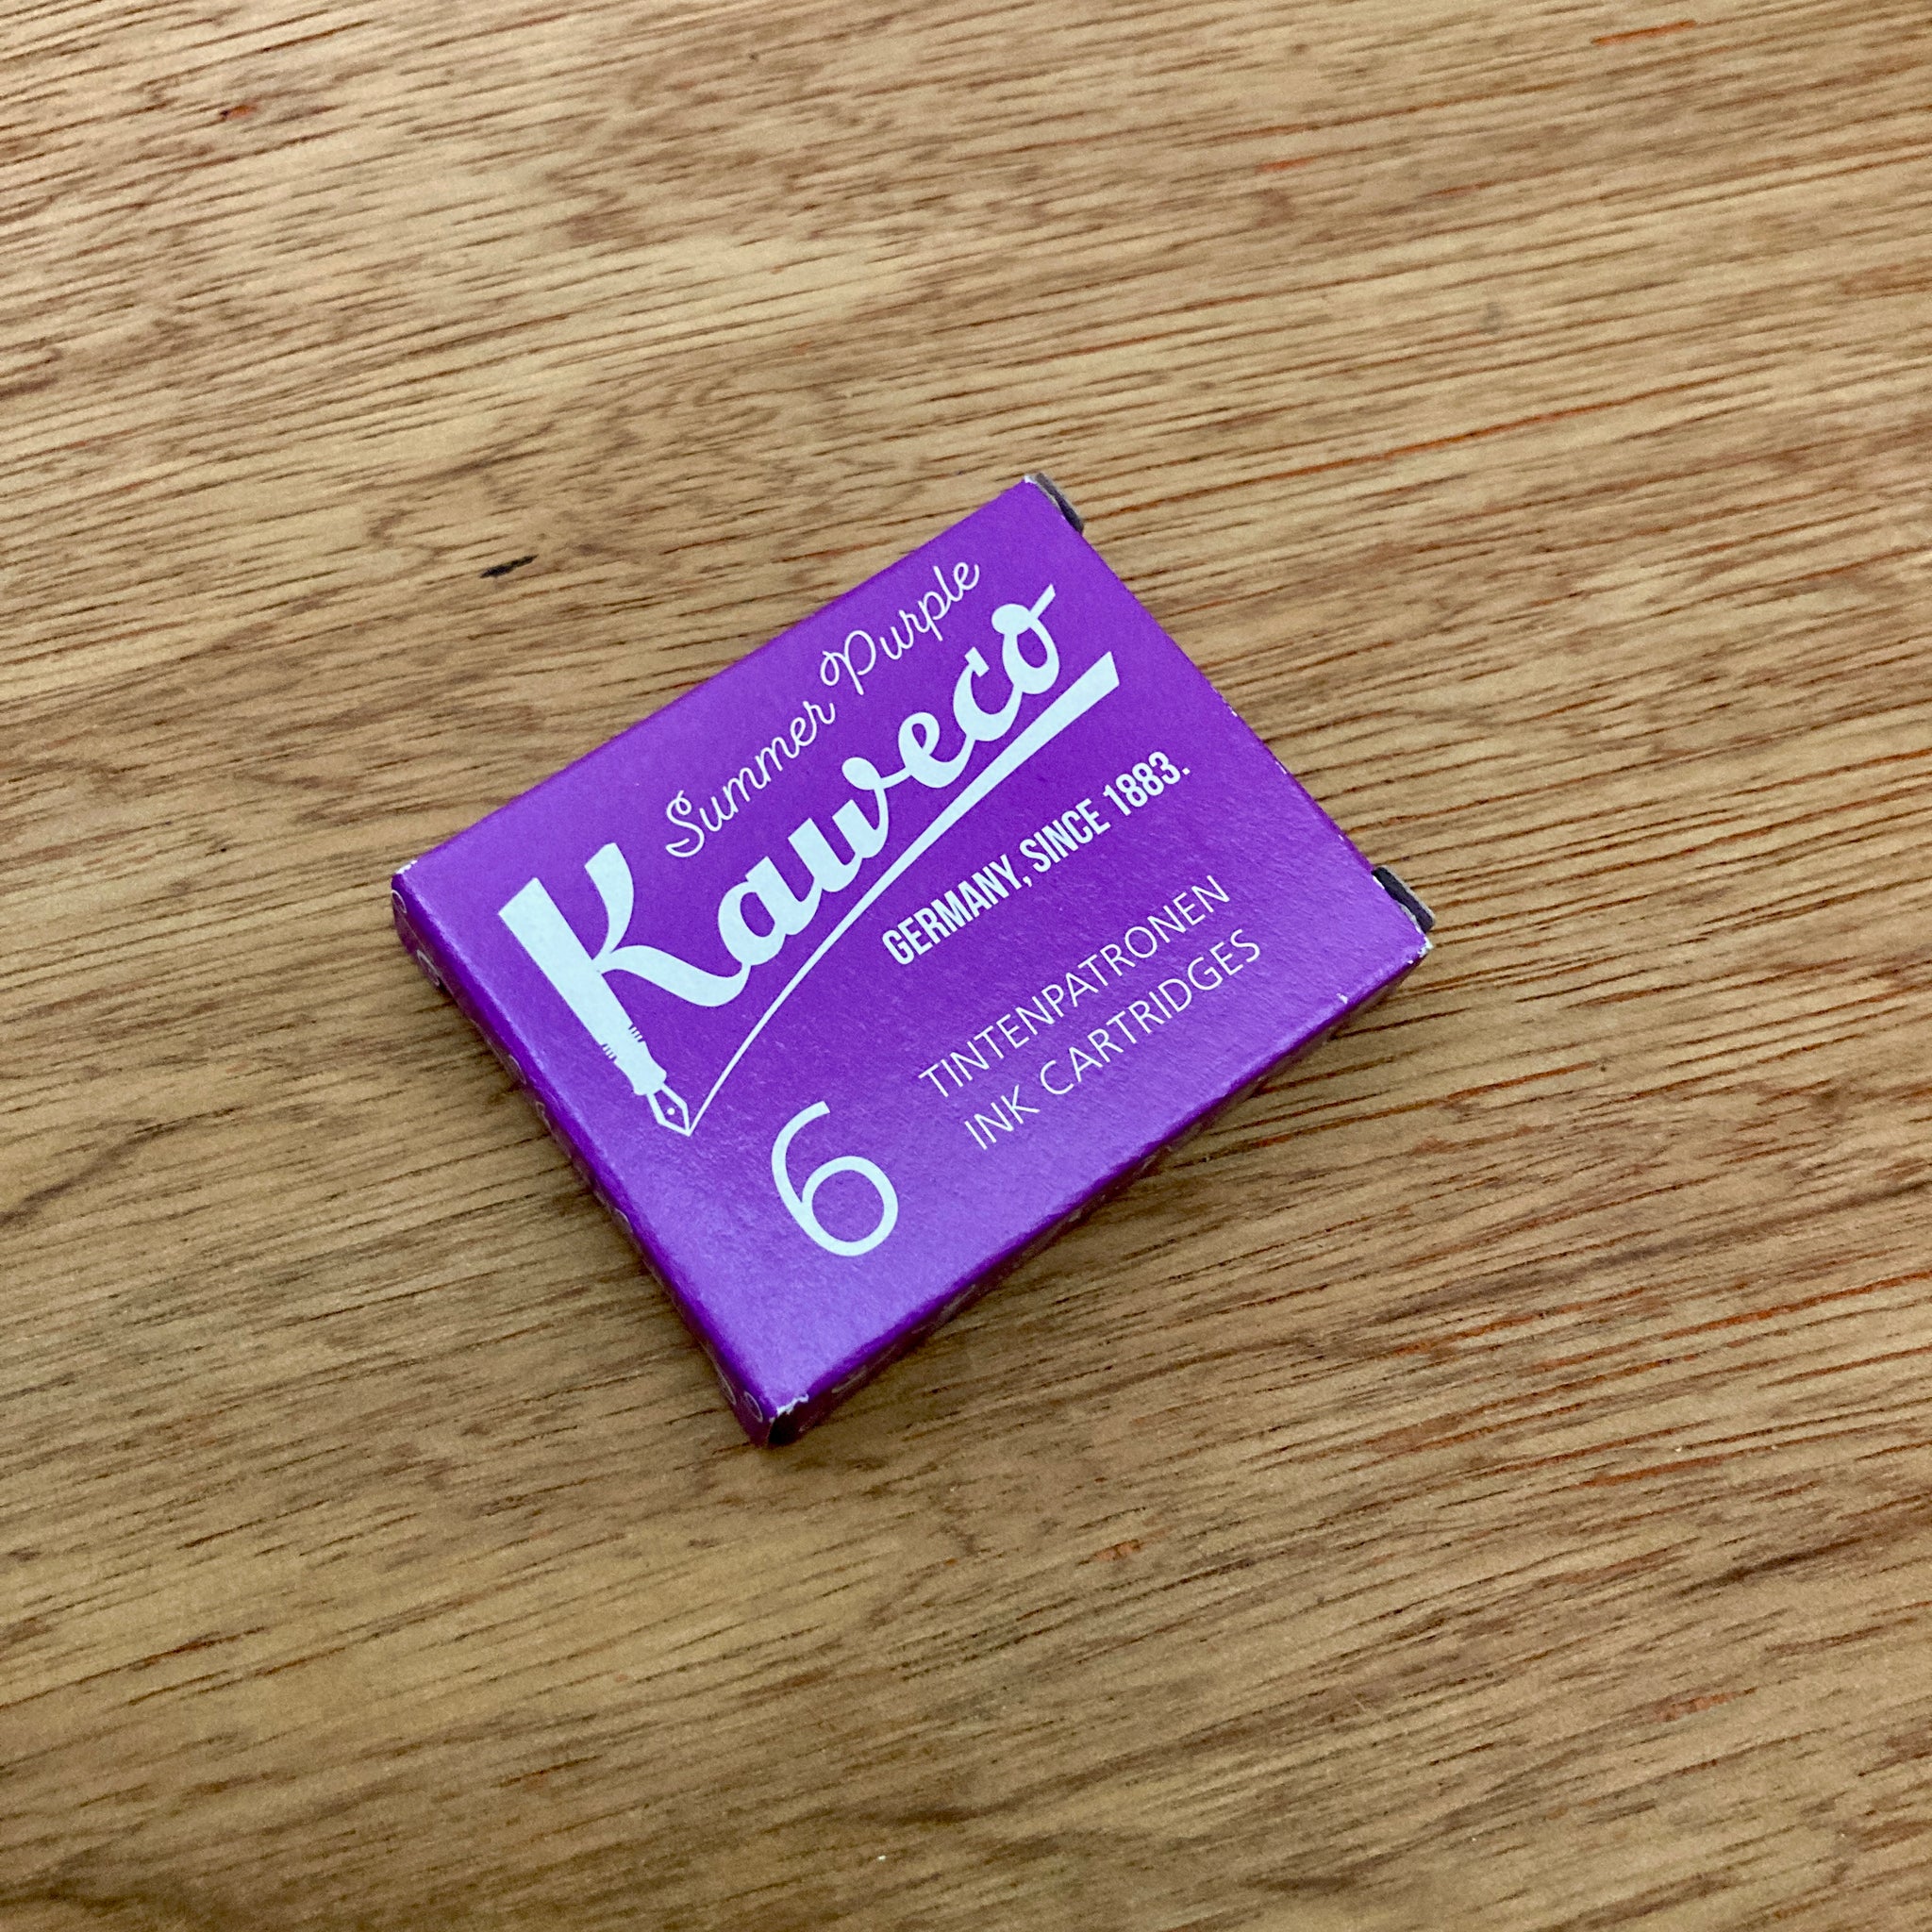 Summer Purple
Kaweco
GERMANY, SINCE 1883.
6
TINTENPATRONEN
INK CARTRIDGES